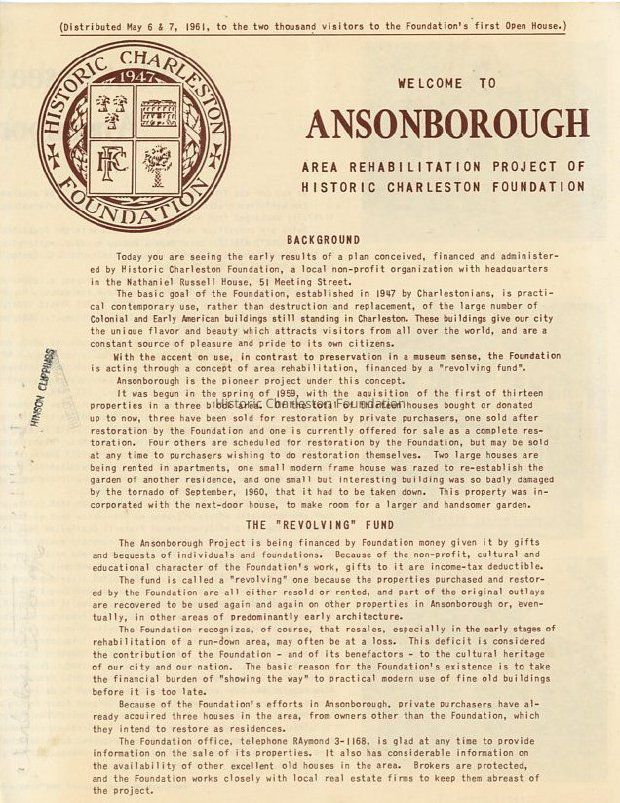 (Distributed May 6 & 7, 1961, to the two thousand visitors to the Foundation's first Open House.)
HISTORIC CHARLESTON
1947
HFC
FOUNDATION
WELCOME TO
ANSONBOROUGH
AREA REHABILITATION PROJECT OF
HISTORIC CHARLESTON FOUNDATION
BACKGROUND
Today you are seeing the early results of a plan conceived, financed and administer-
ed by Historic Charleston Foundation, a local non-profit organization with headquarters
in the Nathaniel Russell House, 51 Meeting Street.
The basic goal of the Foundation, established in 1947 by Charlestonians, is practi-
cal contemporary use, rather than destruction and replacement, of the large number of
Colonial and Early American buildings still standing in Charleston. These buildings give our city
the unique flavor and beauty which attracts visitors from all over the world, and are a
constant source of pleasure and pride to its own citizens.
With the accent on use, in contrast to preservation in a museum sense, the Foundation
is acting through a concept of area rehabilitation, financed by a "revolving fund".
Ansonborough is the pioneer project under this concept.
It was begun in the spring of 1959, with the aquisition of the first of thirteen
properties in a three block area. Of the total of thirteen houses bought or donated
up to now, three have been sold for restoration by private purchasers, one sold after
restoration by the Foundation and one is currently offered for sale as a complete res-
toration. Four others are scheduled for restoration by the Foundation, but may be sold
at any time to purchasers wishing to do restoration themselves. Two large houses are
being rented in apartments, one small modern frame house was razed to re-establish the
garden of another residence, and one small but interesting building was so badly damaged
by the tornado of September, 1960, that it had to be taken down. This property was in-
corporated with the next-door house, to make room for a larger and handsomer garden.
Historic Charleston Foundation
HINSON CLIPPINGS
THE "REVOLVING" FUND
The Ansonborough Project is being financed by Foundation money given it by gifts
and bequests of individuals and foundations. Because of the non-profit, cultural and
educational character of the Foundation's work, gifts to it are income-tax deductible.
The fund is called a "revolving" one because the properties purchased and restor-
ed by the Foundation are all either resold or rented, and part of the original outlays
are recovered to be used again and again on other properties in Ansonborough or, even-
tually, in other areas of predominantly early architecture.
The Foundation recognizes, of course, that resales, especially in the early stages of
rehabilitation of a run-down area, may often be at a loss. This deficit is considered
the contribution of the Foundation - and of its benefactors - to the cultural heritage
of our city and our nation. The basic reason for the Foundation's existence is to take
the financial burden of "showing the way" to practical modern use of fine old buildings
before it is too late.
Because of the Foundation's efforts in Ansonborough, private purchasers have al-
ready acquired three houses in the area, from owners other than the Foundation, which
they intend to restore as residences.
The Foundation office, telephone RAymond 3-1168, is glad at any time to provide
information on the sale of its properties. It also has considerable information on
the availability of other excellent old houses in the area. Brokers are protected,
and the Foundation works closely with local real estate firms to keep them abreast of
the project.